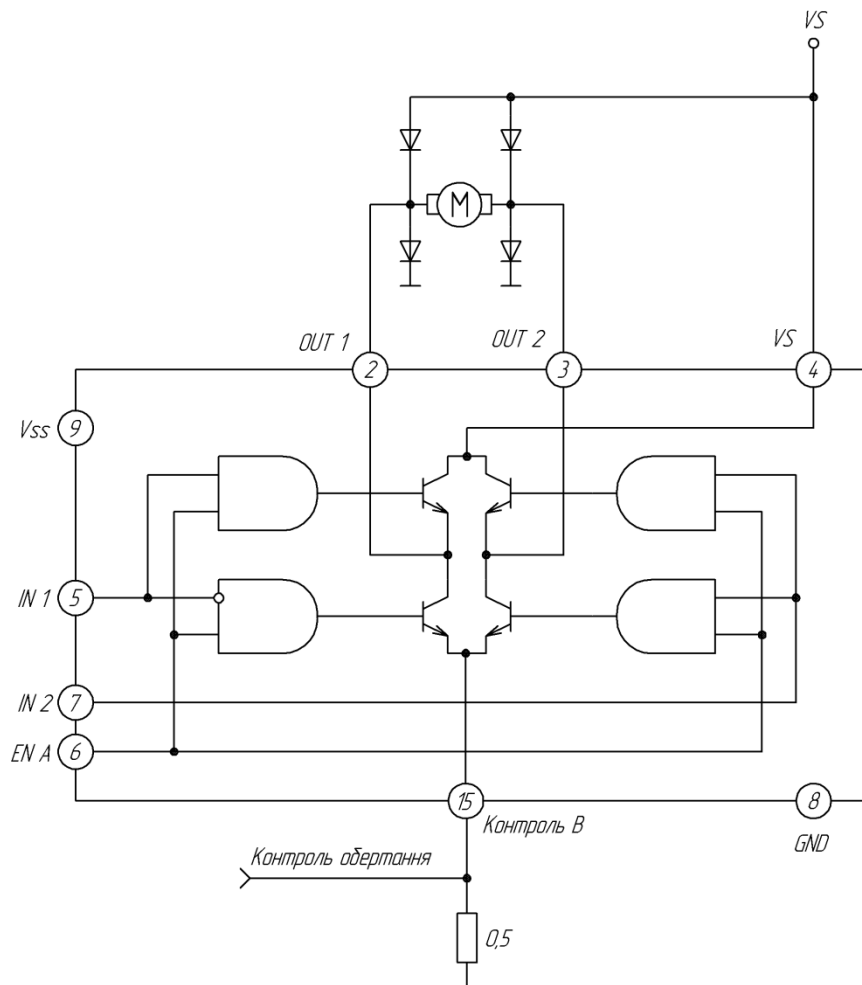 VS
M
OUT 1
OUT 2
VS
2
3
4
Vss
9
IN 1
5
IN 2
7
EN A
6
15
8
Контроль В
GND
Контроль обертання
0,5